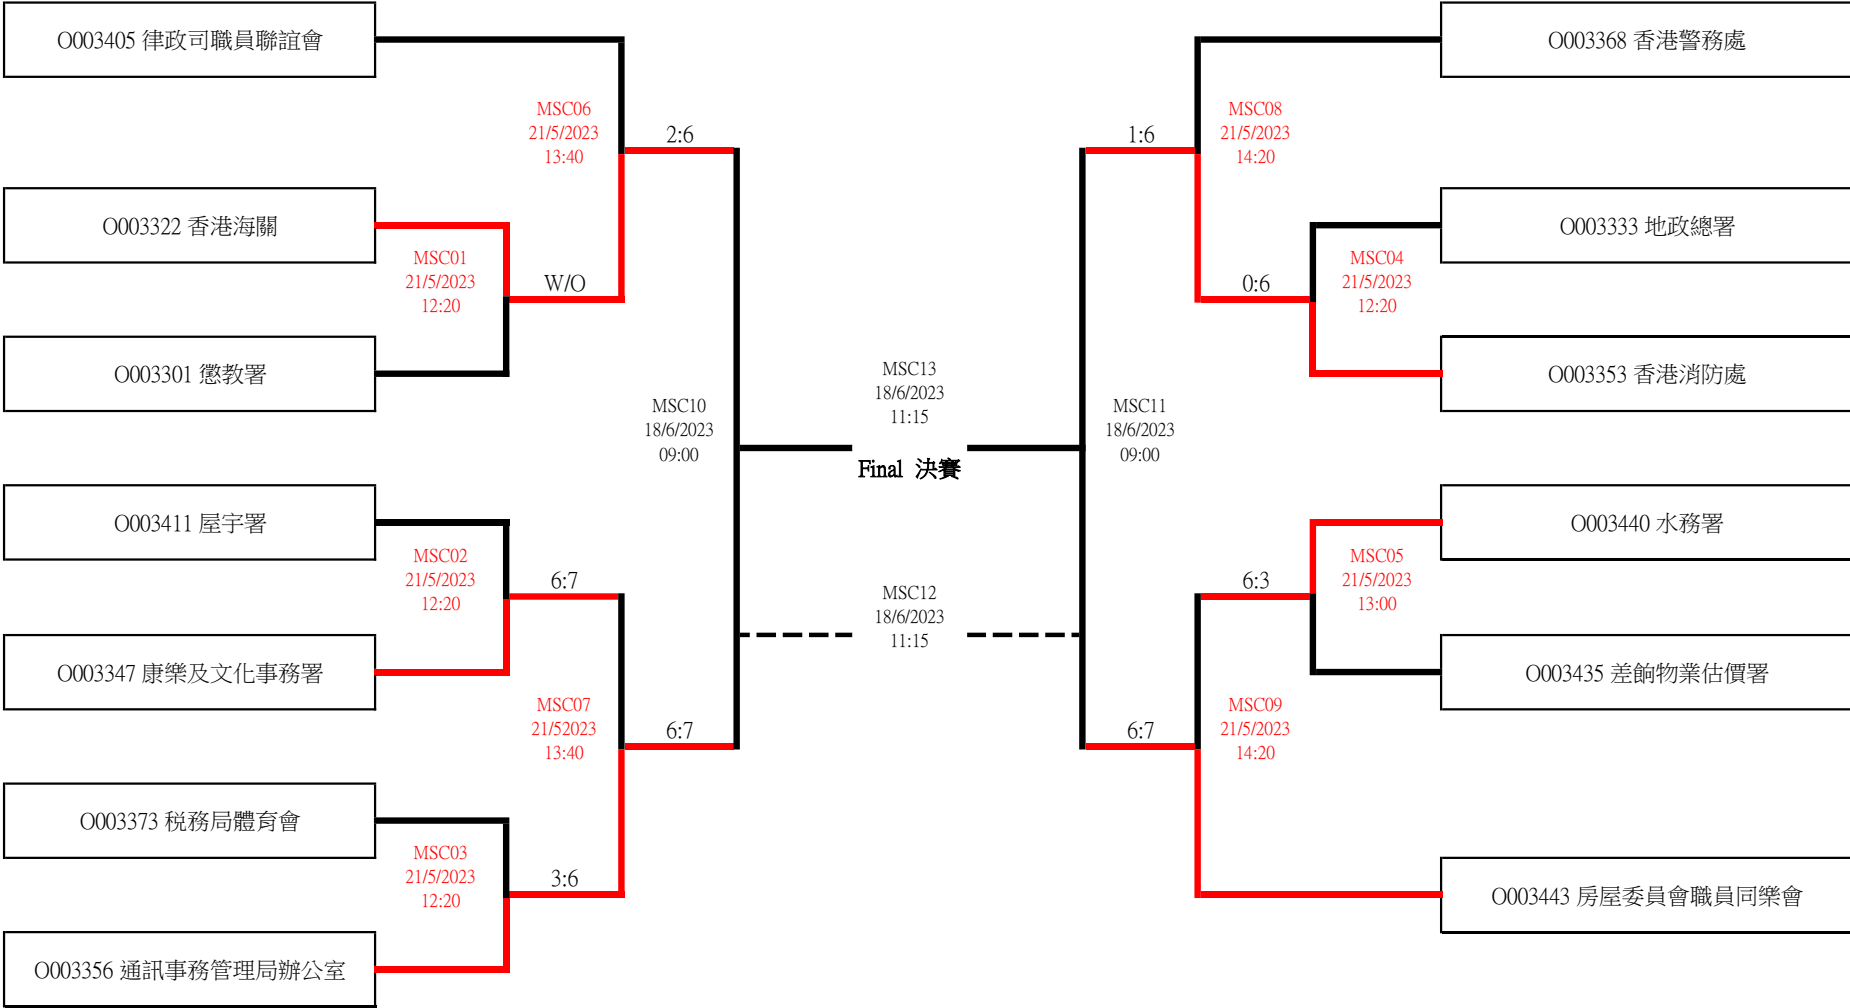 O003405 律政司職員聯誼會
O003368 香港警務處
MSC06
21/5/2023
13:40
2:6
1:6
MSC08
21/5/2023
14:20
O003322 香港海關
O003333 地政總署
MSC01
21/5/2023
12:20
W/O
0:6
MSC04
21/5/2023
12:20
O003301 懲教署
O003353 香港消防處
MSC13
18/6/2023
11:15
MSC10
18/6/2023
09:00
MSC11
18/6/2023
09:00
Final 決賽
O003411 屋宇署
O003440 水務署
MSC02
21/5/2023
12:20
6:7
MSC12
18/6/2023
11:15
6:3
MSC05
21/5/2023
13:00
O003347 康樂及文化事務署
O003435 差餉物業估價署
MSC07
21/52023
13:40
6:7
6:7
MSC09
21/5/2023
14:20
O003373 税務局體育會
MSC03
21/5/2023
12:20
3:6
O003443 房屋委員會職員同樂會
O003356 通訊事務管理局辦公室